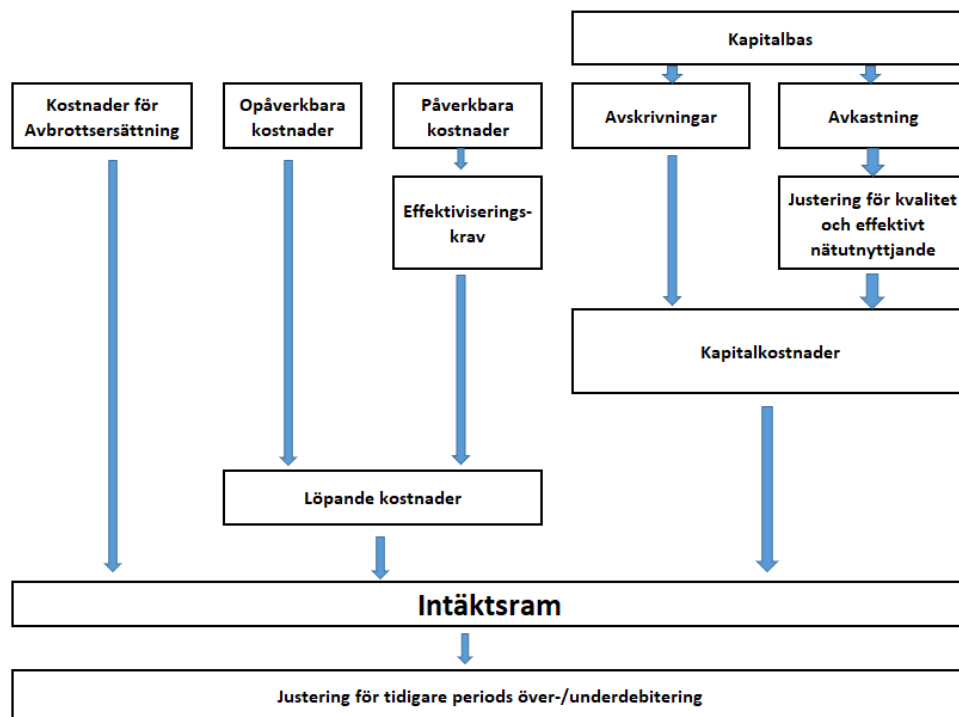 Kapitalbas
Kostnader för
Avbrottsersättning
Opåverkbara
kostnader
Påverkbara
kostnader
Avskrivningar
Avkastning
Effektiviserings-
krav
Justering för kvalitet
och effektivt
nätutnyttjande
Kapitalkostnader
Löpande kostnader
Intäktsram
Justering för tidigare periods över-/underdebitering